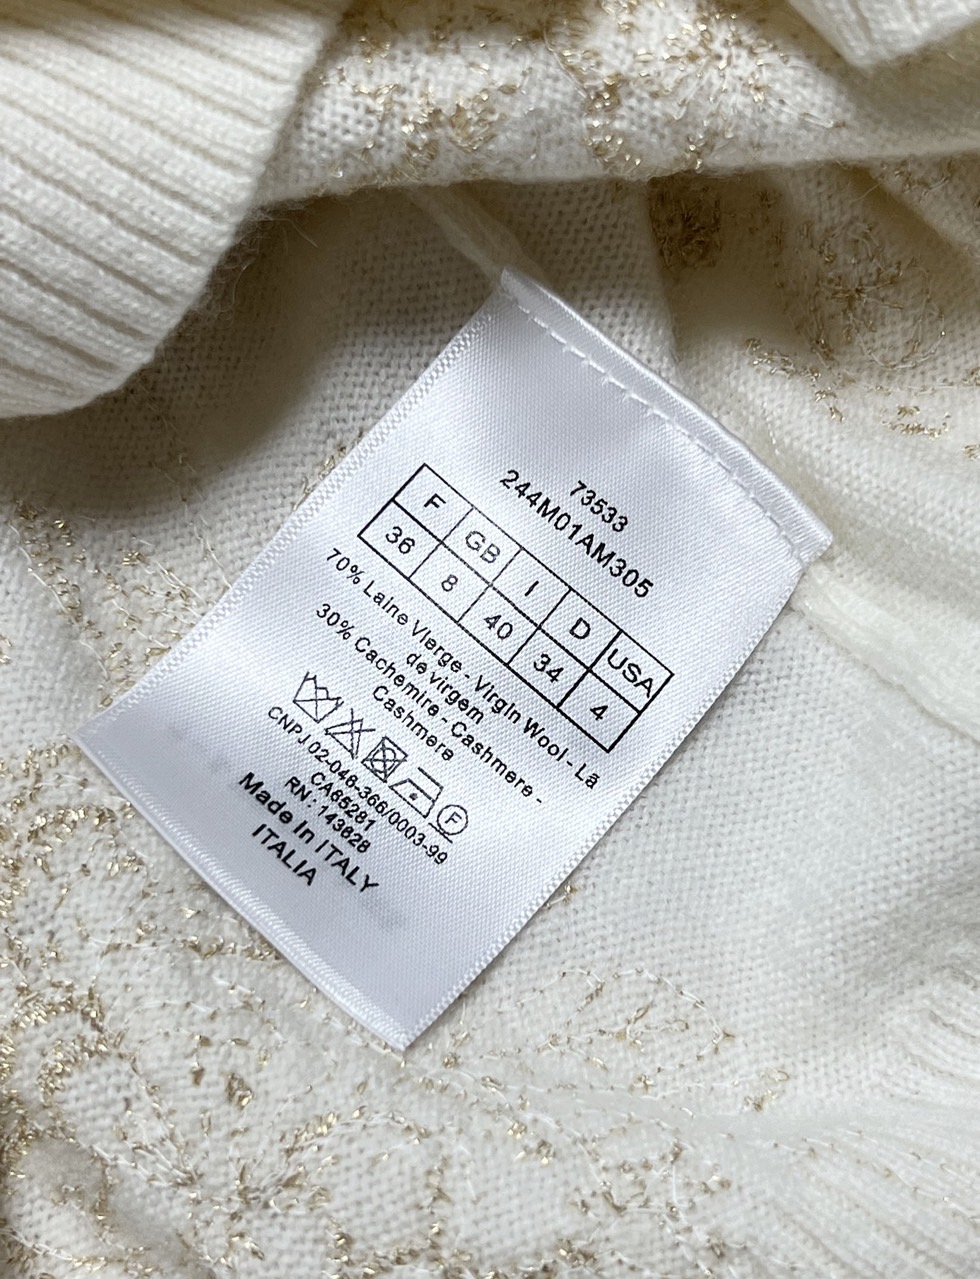 73533
244M01AM305
F GB I D USA
36 8 40 34 4
70% Laine Vierge - Virgin Wool - Lã
de virgem
30% Cachemire - Cashmere -
Cashmere
F
CNPJ 02-046-366/0003-99
CA65281
RN: 143828
Made In ITALY
ITALIA